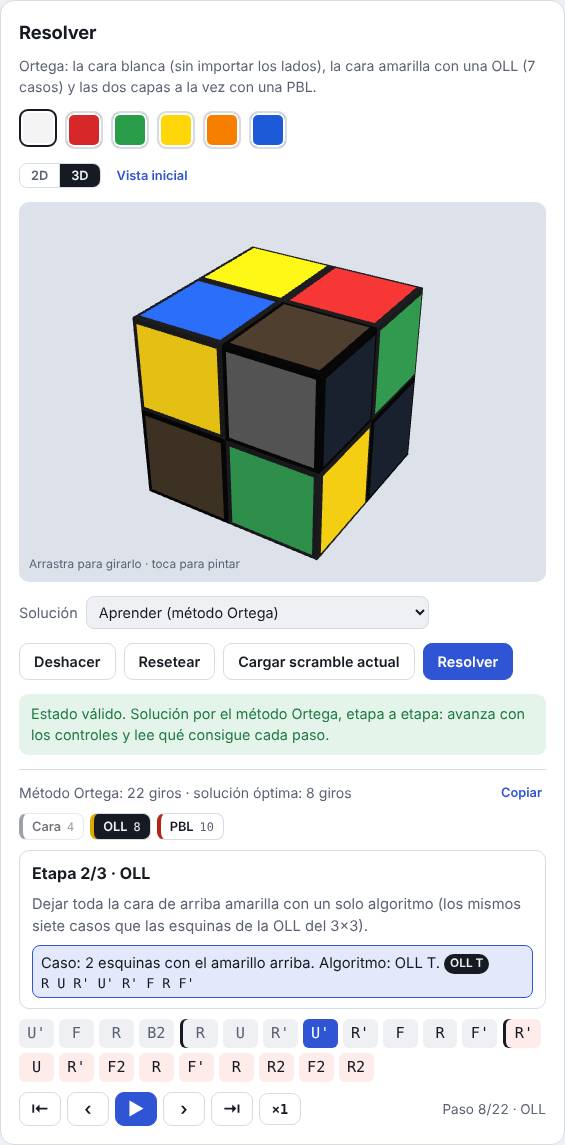 Resolver
Ortega: la cara blanca (sin importar los lados), la cara amarilla con una OLL (7
casos) y las dos capas a la vez con una PBL.
2D 3D Vista inicial
Arrastra para girarlo · toca para pintar
Solución Aprender (método Ortega)
Deshacer Resetear Cargar scramble actual Resolver
Estado válido. Solución por el método Ortega, etapa a etapa: avanza con
los controles y lee qué consigue cada paso.
Método Ortega: 22 giros · solución óptima: 8 giros Copiar
Cara 4 OLL 8 PBL 10
Etapa 2/3 · OLL
Dejar toda la cara de arriba amarilla con un solo algoritmo (los mismos
siete casos que las esquinas de la OLL del 3×3).
Caso: 2 esquinas con el amarillo arriba. Algoritmo: OLL T. OLL T
R U R' U' R' F R F'
U' F R B2 R U R' U' R' F R F' R'
U R' F2 R F' R R2 F2 R2
×1 Paso 8/22 · OLL